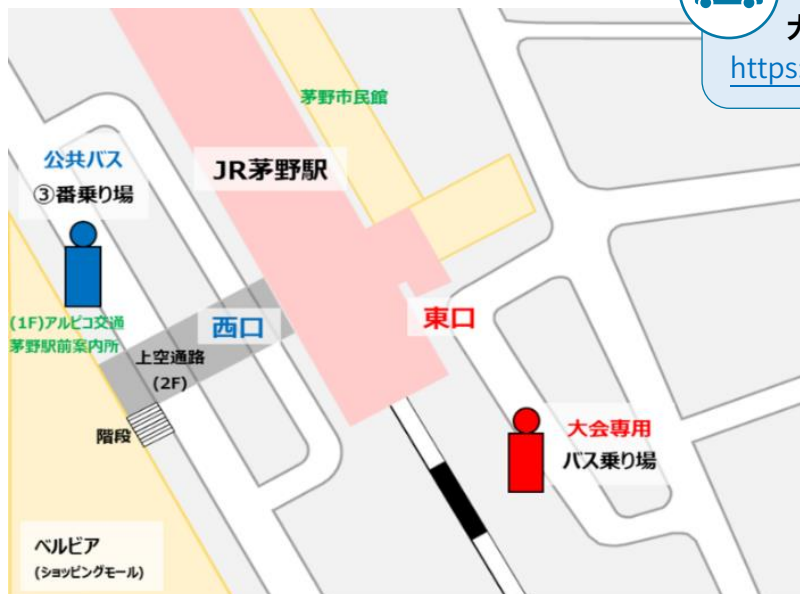 https:
茅野市民館
公共バス
③番乗り場
JR茅野駅
(1F)アルピコ交通
茅野駅前案内所
西口
東口
上空通路
(2F)
階段
大会専用
バス乗り場
ベルビア
(ショッピングモール)